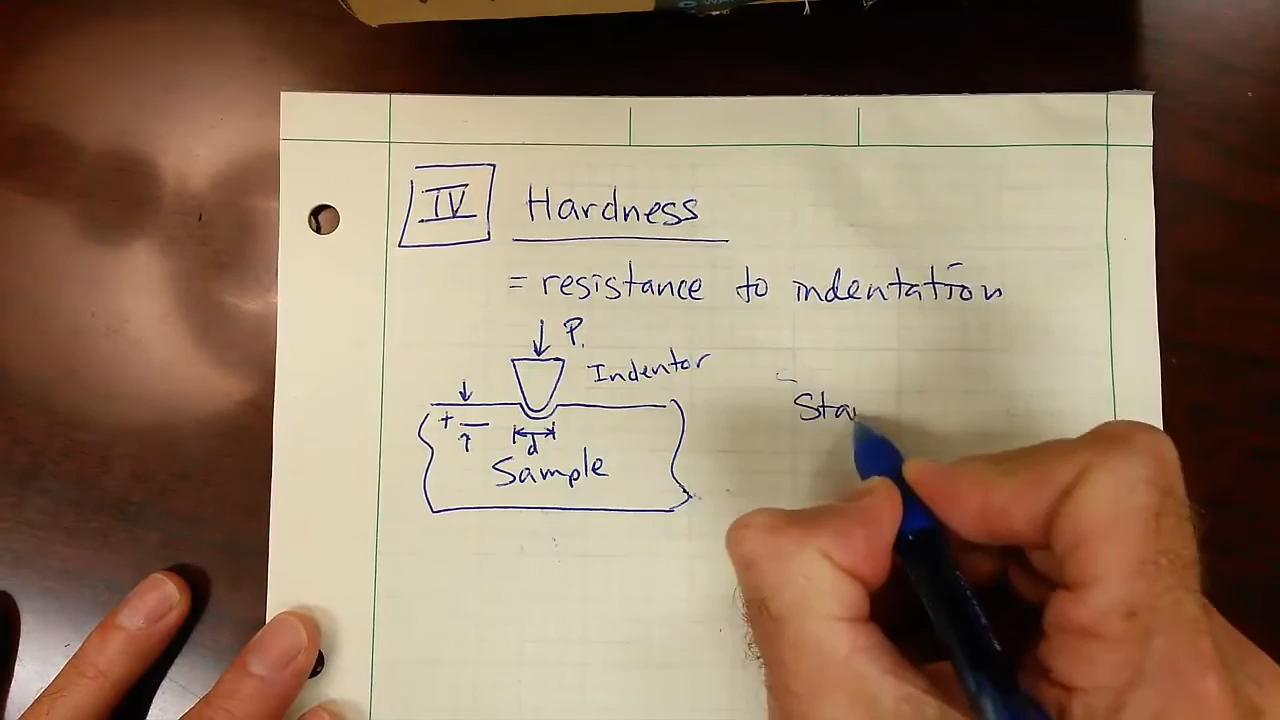 IV Hardness
= resistance to indentation
P.
Indentor
+
d
Sample
Sta